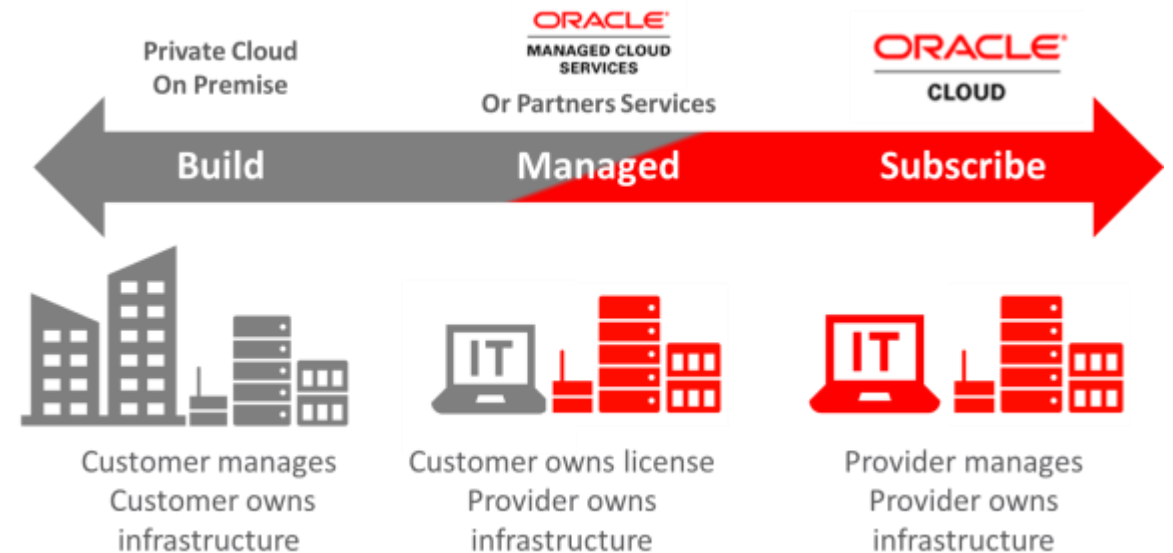 Private Cloud
On Premise
ORACLE®
MANAGED CLOUD
SERVICES
Or Partners Services
ORACLE®
CLOUD
Build
Managed
Subscribe
IT
IT
Customer manages
Customer owns
infrastructure
Customer owns license
Provider owns
infrastructure
Provider manages
Provider owns
infrastructure